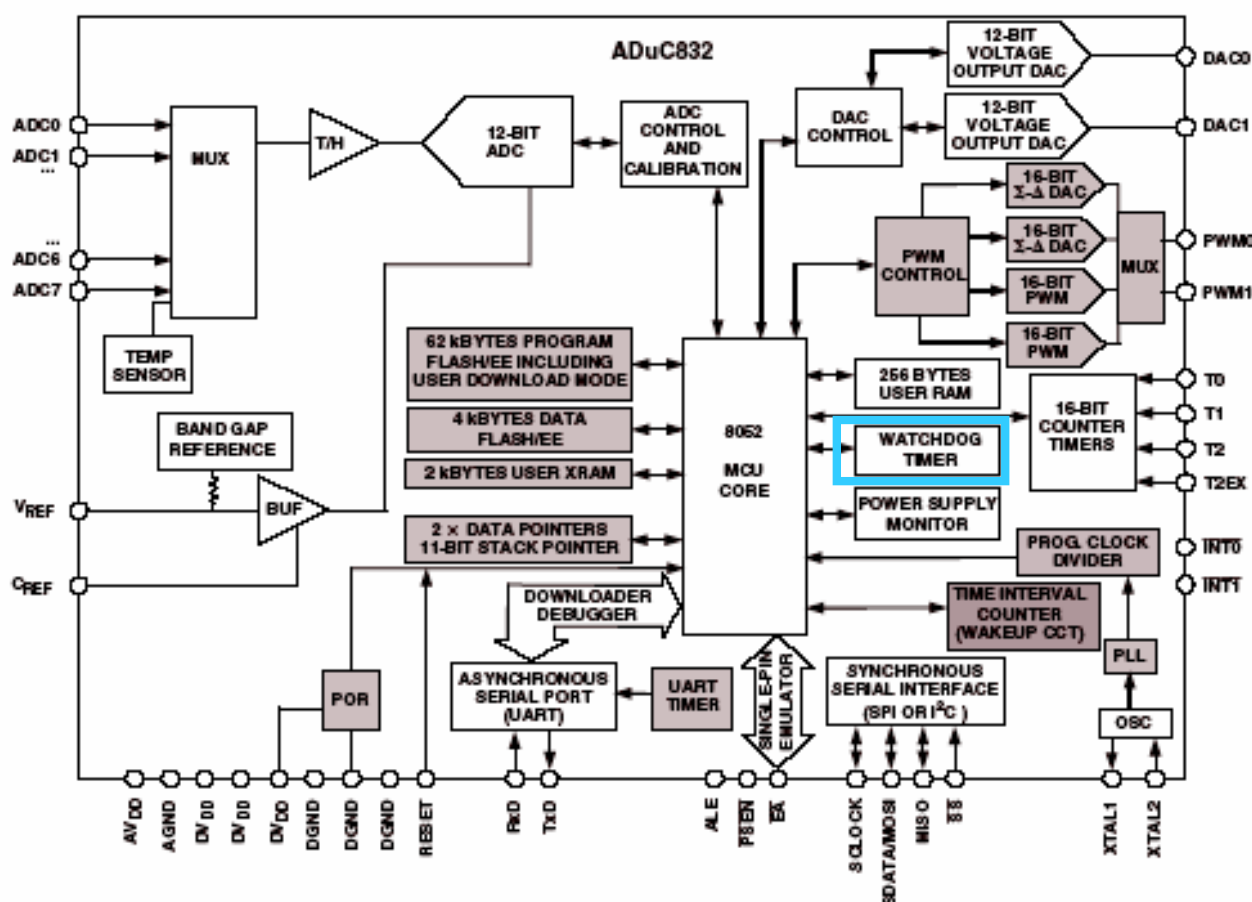 ADuC832
12-BIT
VOLTAGE
OUTPUT DAC
DAC0
12-BIT
VOLTAGE
OUTPUT DAC
DAC1
ADC0
ADC1
...
...
ADC6
ADC7
MUX
T/H
12-BIT
ADC
ADC
CONTROL
AND
CALIBRATION
DAC
CONTROL
16-BIT
Σ-Δ DAC
16-BIT
Σ-Δ DAC
16-BIT
PWM
16-BIT
PWM
PWM
CONTROL
MUX
PWM0
PWM1
TEMP
SENSOR
62 kBYTES PROGRAM
FLASH/EE INCLUDING
USER DOWNLOAD MODE
4 kBYTES DATA
FLASH/EE
2 kBYTES USER XRAM
2 × DATA POINTERS
11-BIT STACK POINTER
8052
MCU
CORE
256 BYTES
USER RAM
WATCHDOG
TIMER
POWER SUPPLY
MONITOR
16-BIT
COUNTER
TIMERS
T0
T1
T2
T2EX
BAND GAP
REFERENCE
VREF
BUF
CREF
PROG. CLOCK
DIVIDER
INT0
INT1
TIME INTERVAL
COUNTER
(WAKEUP CCT)
DOWNLOADER
DEBUGGER
PLL
POR
ASYNCHRONOUS
SERIAL PORT
(UART)
UART
TIMER
SINGLE-PIN
EMULATOR
SYNCHRONOUS
SERIAL INTERFACE
(SPI OR I²C )
OSC
AVDD
AGND
DVDD
DVDD
DVDD
DGND
DGND
DGND
RESET
RxD
TxD
ALE
PSEN
EA
SCLOCK
SDATA/MOSI
MISO
SS
XTAL1
XTAL2